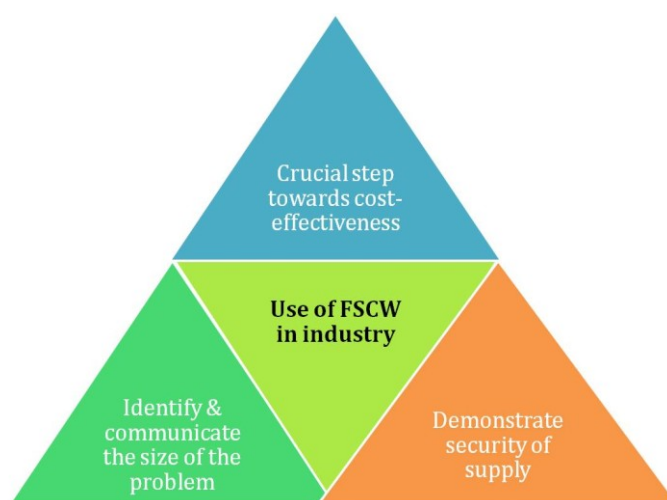 Crucial step
towards cost-
effectiveness
Use of FSCW
in industry
Identify &
communicate
the size of the
problem
Demonstrate
security of
supply